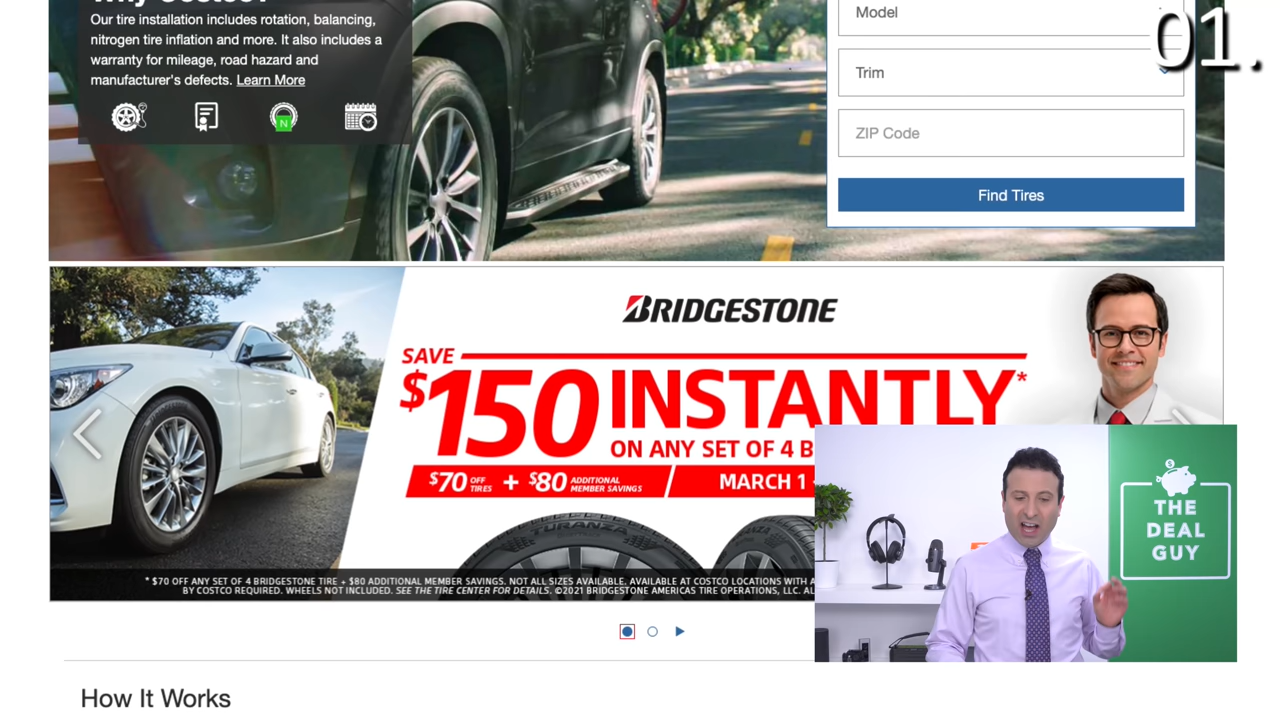 Our tire installation includes rotation, balancing,
nitrogen tire inflation and more. It also includes a
warranty for mileage, road hazard and
manufacturer's defects. Learn More
N
Model
01.
Trim
ZIP Code
Find Tires
BRIDGESTONE
SAVE
$150 INSTANTLY*
ON ANY SET OF 4 B
$70 OFF TIRES + $80 ADDITIONAL MEMBER SAVINGS
MARCH 1
TURANZA
* $70 OFF ANY SET OF 4 BRIDGESTONE TIRE + $80 ADDITIONAL MEMBER SAVINGS. NOT ALL SIZES AVAILABLE. AVAILABLE AT COSTCO LOCATIONS WITH A
BY COSTCO REQUIRED. WHEELS NOT INCLUDED. SEE THE TIRE CENTER FOR DETAILS. ©2021 BRIDGESTONE AMERICAS TIRE OPERATIONS, LLC. AL
THE
DEAL
GUY
How It Works